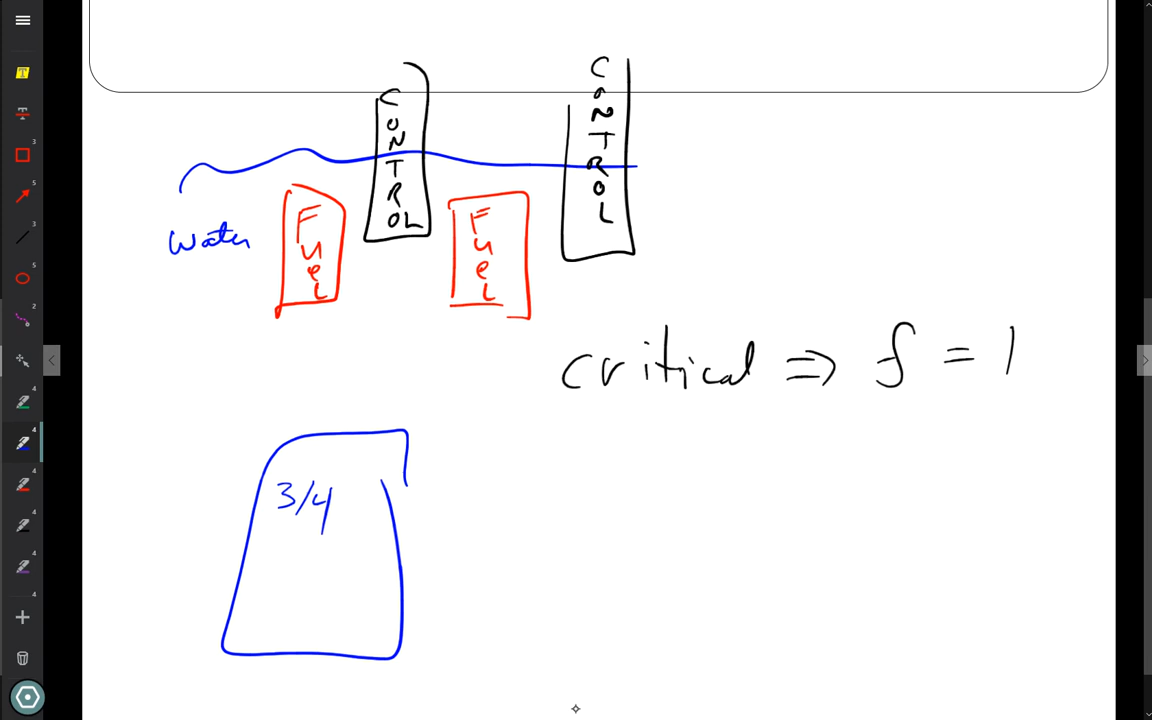 CONTROL
CONTROL
Water
Fuel
Fuel
critical ⇒ f = 1
3/4